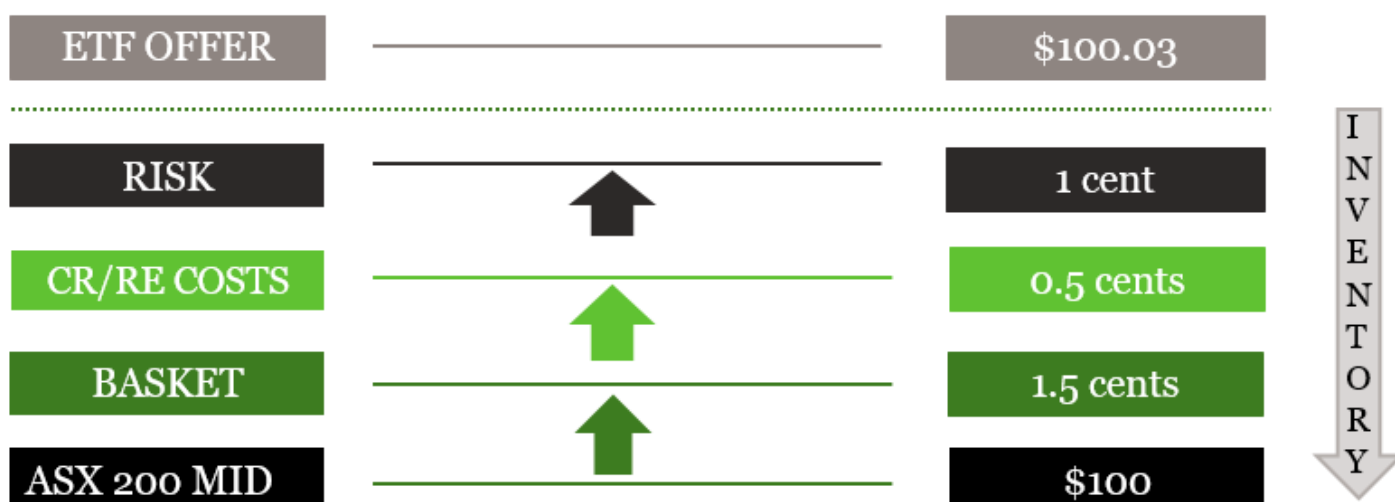 ETF OFFER $100.03
RISK 1 cent
CR/RE COSTS 0.5 cents
BASKET 1.5 cents
ASX 200 MID $100
INVENTORY